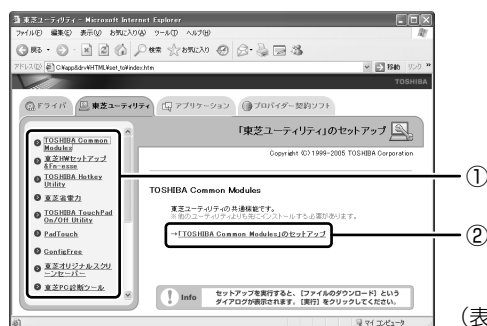 東芝ユーティリティ - Microsoft Internet Explorer
ファイル(F) 編集(E) 表示(V) お気に入り(A) ツール(T) ヘルプ(H)
戻る 検索 お気に入り
アドレス(D) C:¥app&drv¥HTML¥set_to¥index.htm 移動 リンク »
TOSHIBA
ドライバ 東芝ユーティリティ アプリケーション プロバイダー契約ソフト
「東芝ユーティリティ」のセットアップ
Copyright (C) 1999-2005 TOSHIBA Corporation
TOSHIBA Common
Modules
東芝HWセットアップ
&Fn-esse
TOSHIBA Hotkey
Utility
東芝省電力
TOSHIBA TouchPad
On/Off Utility
PadTouch
ConfigFree
東芝オリジナルスクリ
ーンセーバー
東芝PC診断ツール
①
TOSHIBA Common Modules
東芝ユーティリティの共通機能です。
※他のユーティリティよりも先にインストールする必要があります。
→「TOSHIBA Common Modules」のセットアップ
②
! Info
セットアップを実行すると、[ファイルのダウンロード] という
ダイアログが表示されます。[実行] をクリックしてください。
マイ コンピュータ
(表